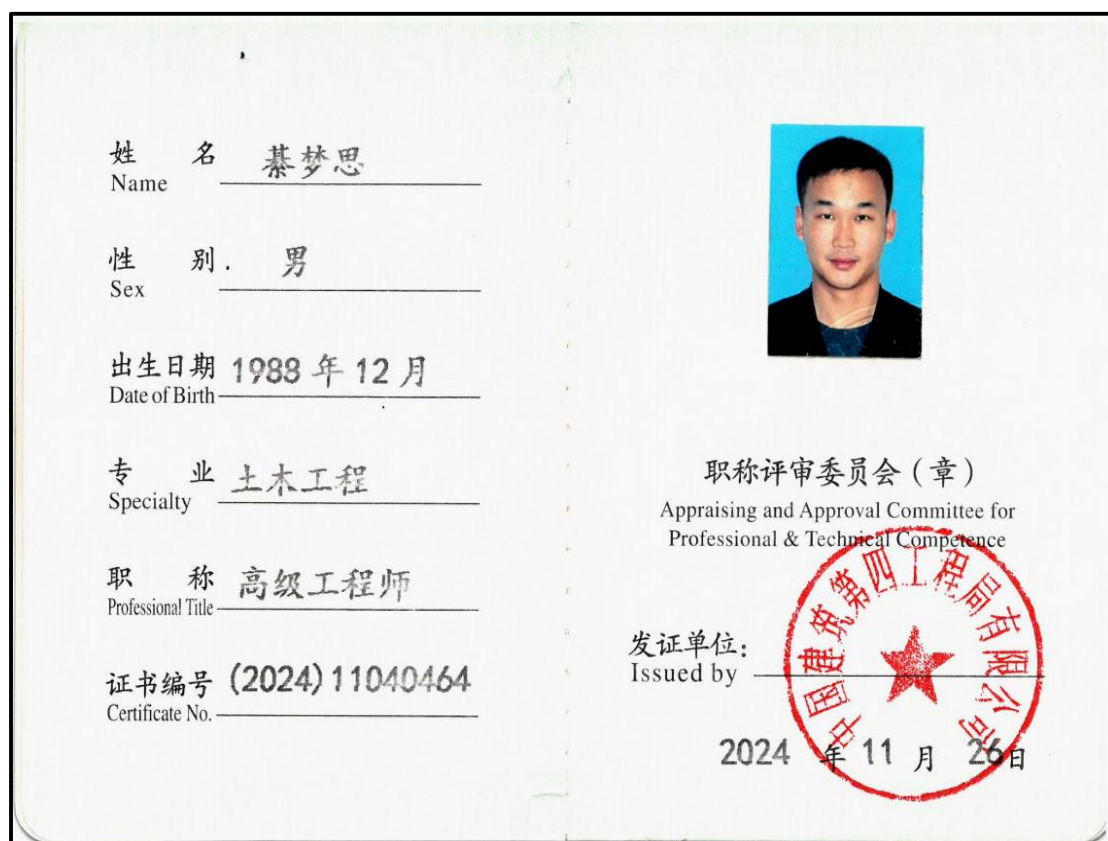 姓 名 綦梦思
Name
性 别 男
Sex
出生日期 1988 年 12 月
Date of Birth
专 业 土木工程
Specialty
职 称 高级工程师
Professional Title
证书编号 (2024)11040464
Certificate No.
职称评审委员会(章)
Appraising and Approval Committee for
Professional & Technical Competence
中国建筑第四工程局有限公司
发证单位:
Issued by
2024 年 11 月 26日